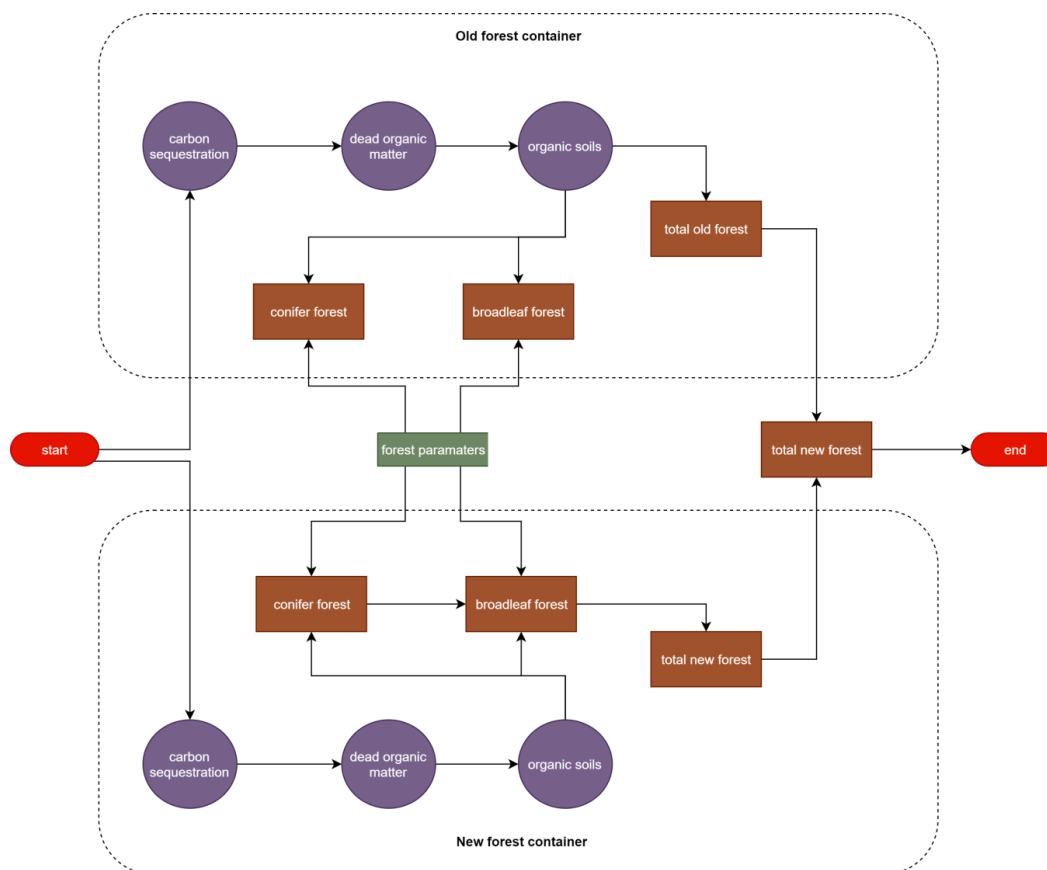 Old forest container
carbon
sequestration
dead organic
matter
organic soils
total old forest
conifer forest
broadleaf forest
start
forest paramaters
total new forest
end
conifer forest
broadleaf forest
total new forest
carbon
sequestration
dead organic
matter
organic soils
New forest container